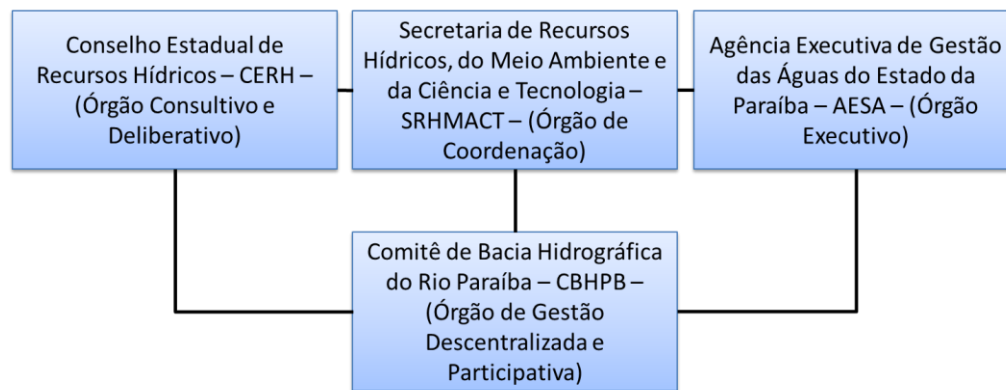 Conselho Estadual de
Recursos Hídricos – CERH –
(Órgão Consultivo e
Deliberativo)
Secretaria de Recursos
Hídricos, do Meio Ambiente e
da Ciência e Tecnologia –
SRHMACT – (Órgão de
Coordenação)
Agência Executiva de Gestão
das Águas do Estado da
Paraíba – AESA – (Órgão
Executivo)
Comitê de Bacia Hidrográfica
do Rio Paraíba – CBHPB –
(Órgão de Gestão
Descentralizada e
Participativa)